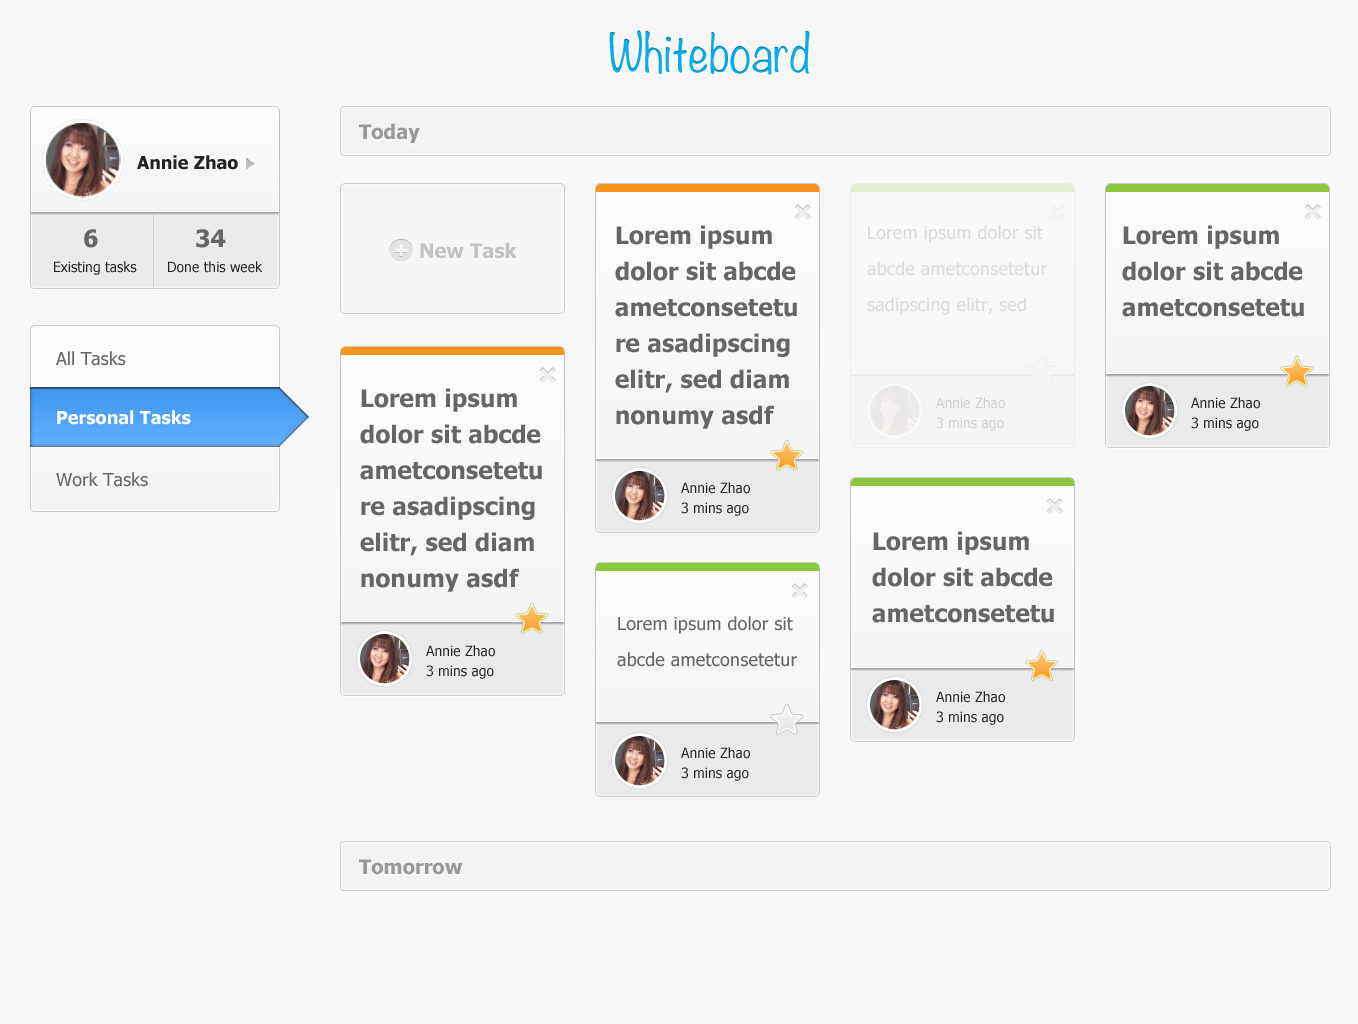 Whiteboard
Annie Zhao
6
Existing tasks
34
Done this week
All Tasks
Personal Tasks
Work Tasks
Today
New Task
Lorem ipsum
dolor sit abcde
ametconsetetu
re asadipscing
elitr, sed diam
nonumy asdf
Annie Zhao
3 mins ago
Lorem ipsum
dolor sit abcde
ametconsetetu
re asadipscing
elitr, sed diam
nonumy asdf
Annie Zhao
3 mins ago
Lorem ipsum dolor sit
abcde ametconsetetur
Annie Zhao
3 mins ago
Lorem ipsum dolor sit
abcde ametconsetetur
sadipscing elitr, sed
Annie Zhao
3 mins ago
Lorem ipsum
dolor sit abcde
ametconsetetu
Annie Zhao
3 mins ago
Lorem ipsum
dolor sit abcde
ametconsetetu
Annie Zhao
3 mins ago
Tomorrow